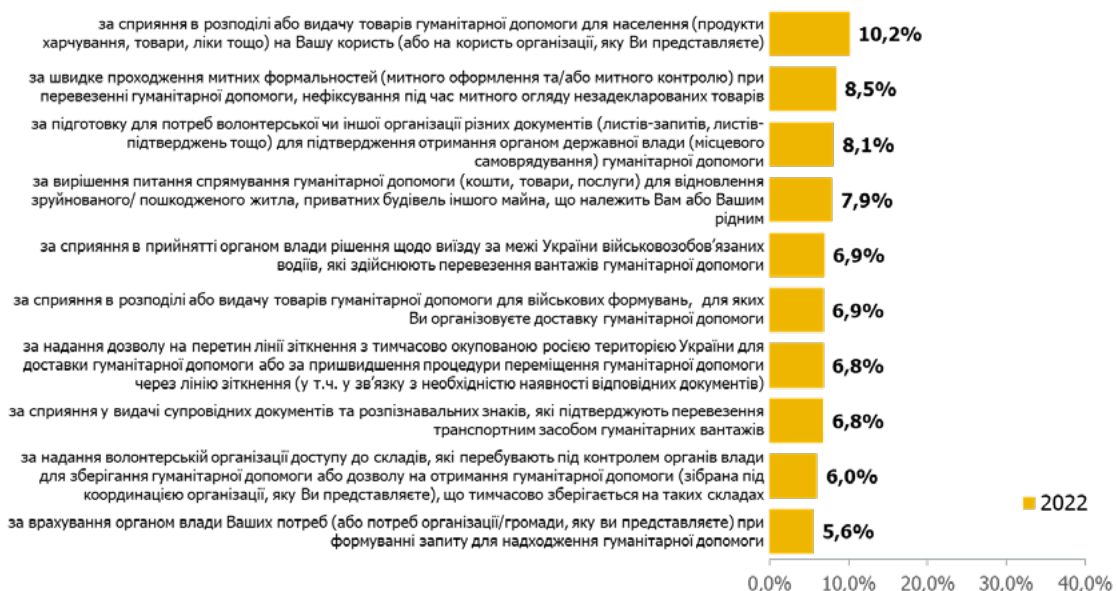 за сприяння в розподілі або видачу товарів гуманітарної допомоги для населення (продукти
харчування, товари, ліки тощо) на Вашу користь (або на користь організації, яку Ви представляєте)
10,2%
за швидке проходження митних формальностей (митного оформлення та/або митного контролю) при
перевезенні гуманітарної допомоги, нефіксування під час митного огляду незадекларованих товарів
8,5%
за підготовку для потреб волонтерської чи іншої організації різних документів (листів-запитів, листів-
підтверджень тощо) для підтвердження отримання органом державної влади (місцевого
самоврядування) гуманітарної допомоги
8,1%
за вирішення питання спрямування гуманітарної допомоги (кошти, товари, послуги) для відновлення
зруйнованого/ пошкодженого житла, приватних будівель іншого майна, що належить Вам або Вашим
рідним
7,9%
за сприяння в прийнятті органом влади рішення щодо виїзду за межі України військовозобов’язаних
водіїв, які здійснюють перевезення вантажів гуманітарної допомоги
6,9%
за сприяння в розподілі або видачу товарів гуманітарної допомоги для військових формувань, для яких
Ви організовуєте доставку гуманітарної допомоги
6,9%
за надання дозволу на перетин лінії зіткнення з тимчасово окупованою росією територією України для
доставки гуманітарної допомоги або за пришвидшення процедури переміщення гуманітарної допомоги
через лінію зіткнення (у т.ч. у зв’язку з необхідністю наявності відповідних документів)
6,8%
за сприяння у видачі супровідних документів та розпізнавальних знаків, які підтверджують перевезення
транспортним засобом гуманітарних вантажів
6,8%
за надання волонтерській організації доступу до складів, які перебувають під контролем органів влади
для зберігання гуманітарної допомоги або дозволу на отримання гуманітарної допомоги (зібрана під
координацією організації, яку Ви представляєте), що тимчасово зберігається на таких складах
6,0%
за врахування органом влади Ваших потреб (або потреб організації/громади, яку ви представляєте) при
формуванні запиту для надходження гуманітарної допомоги
5,6%
2022
0,0% 10,0% 20,0% 30,0% 40,0%